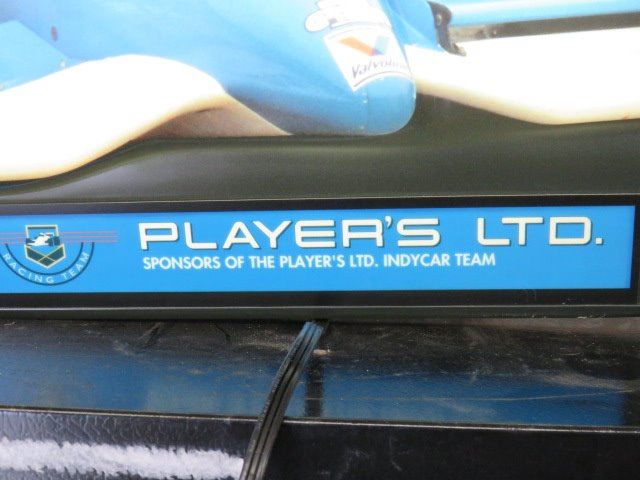 Valvoline
PLAYER'S LTD.
SPONSORS OF THE PLAYER'S LTD. INDYCAR TEAM
RACING TEAM